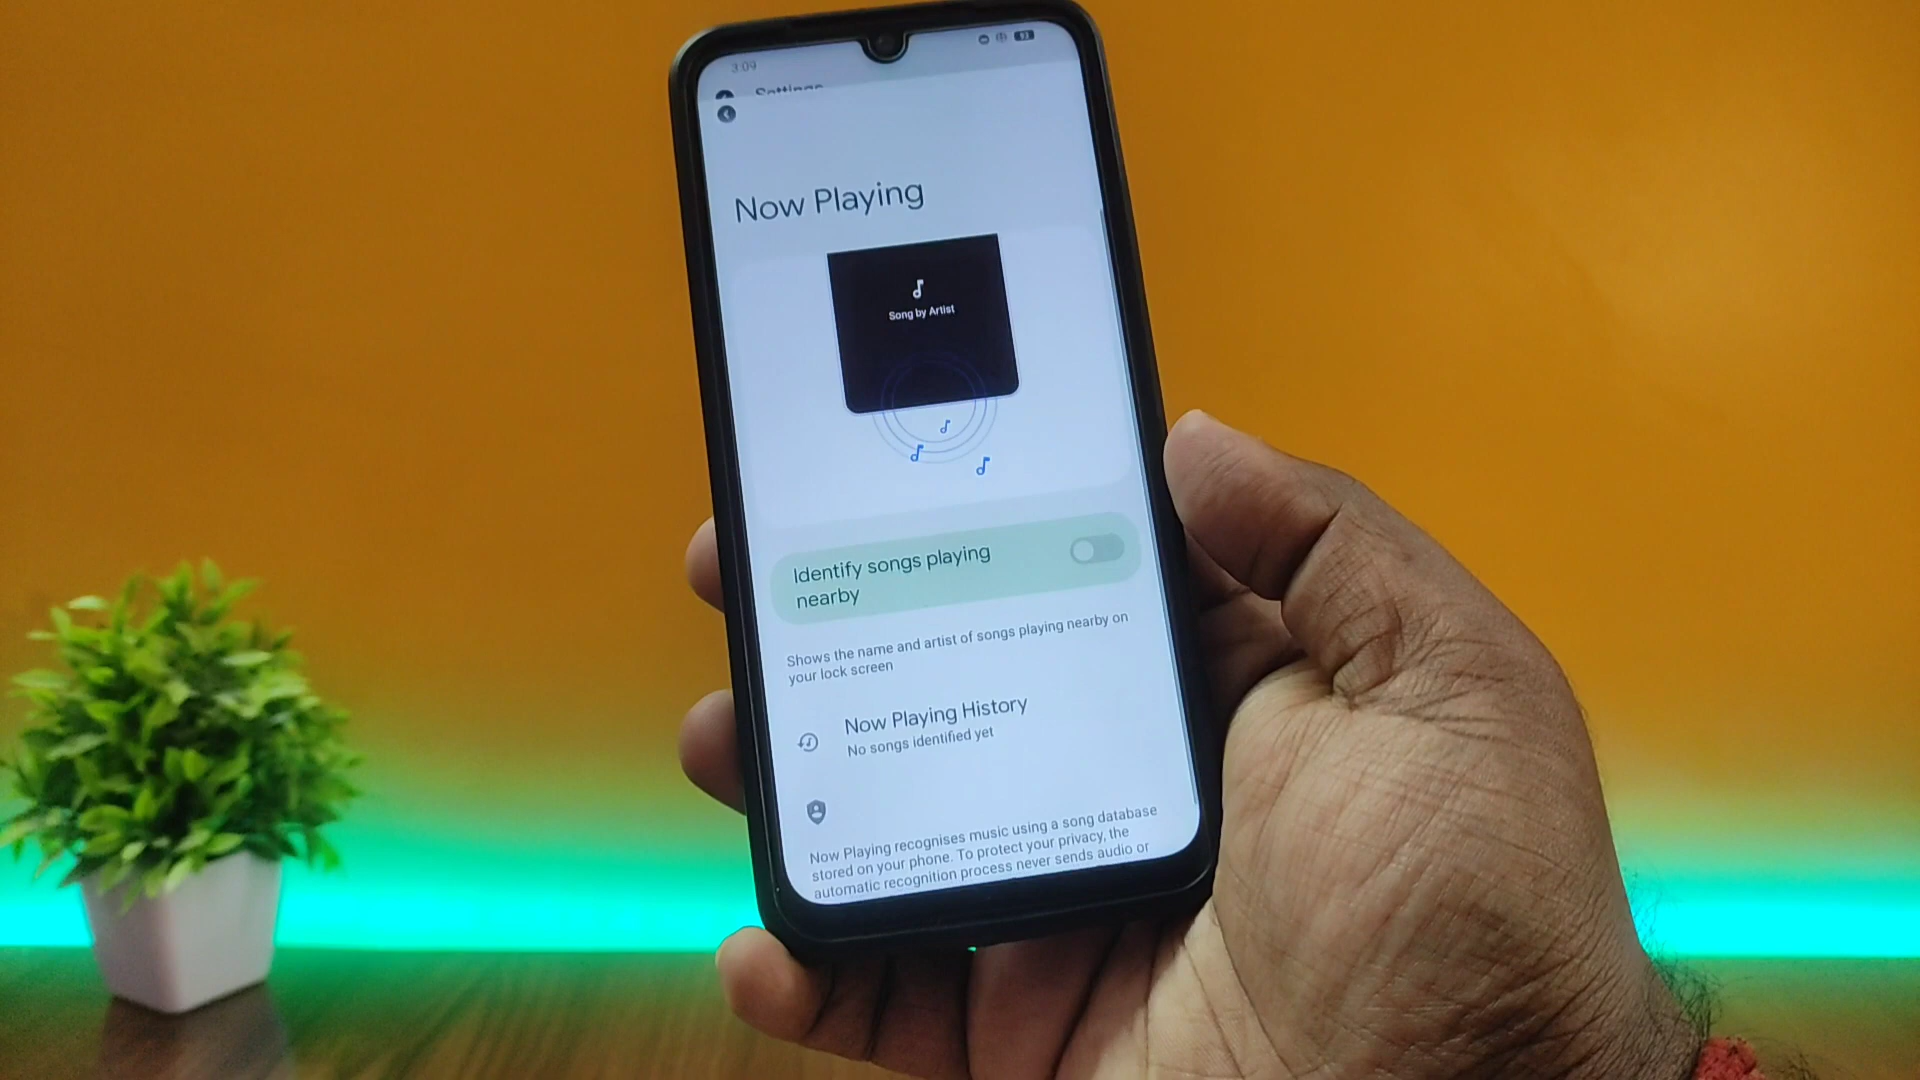 3:09
93
Settings
Now Playing
Song by Artist
Identify songs playing
nearby
Shows the name and artist of songs playing nearby on
your lock screen
Now Playing History
No songs identified yet
Now Playing recognises music using a song database
stored on your phone. To protect your privacy, the
automatic recognition process never sends audio or